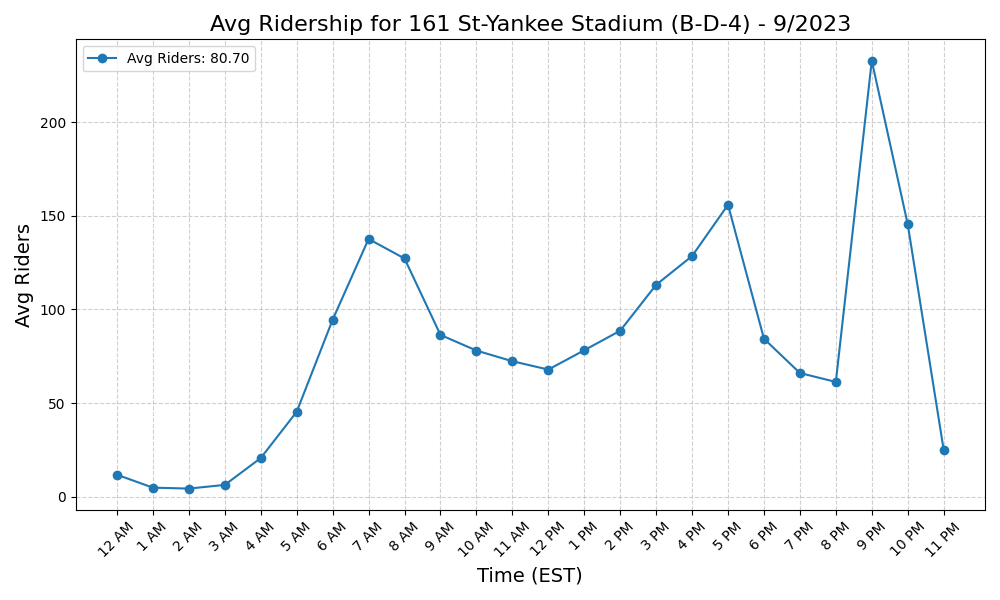 Avg Ridership for 161 St-Yankee Stadium (B-D-4) - 9/2023
Avg Riders: 80.70
Avg Riders
200
150
100
50
0
12 AM
1 AM
2 AM
3 AM
4 AM
5 AM
6 AM
7 AM
8 AM
9 AM
10 AM
11 AM
12 PM
1 PM
2 PM
3 PM
4 PM
5 PM
6 PM
7 PM
8 PM
9 PM
10 PM
11 PM
Time (EST)